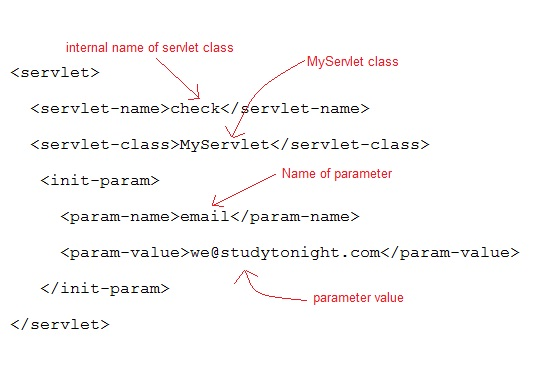 internal name of servlet class
MyServlet class
<servlet>
<servlet-name>check</servlet-name>
<servlet-class>MyServlet</servlet-class>
<init-param>
Name of parameter
<param-name>email</param-name>
<param-value>we@studytonight.com</param-value>
</init-param>
parameter value
</servlet>